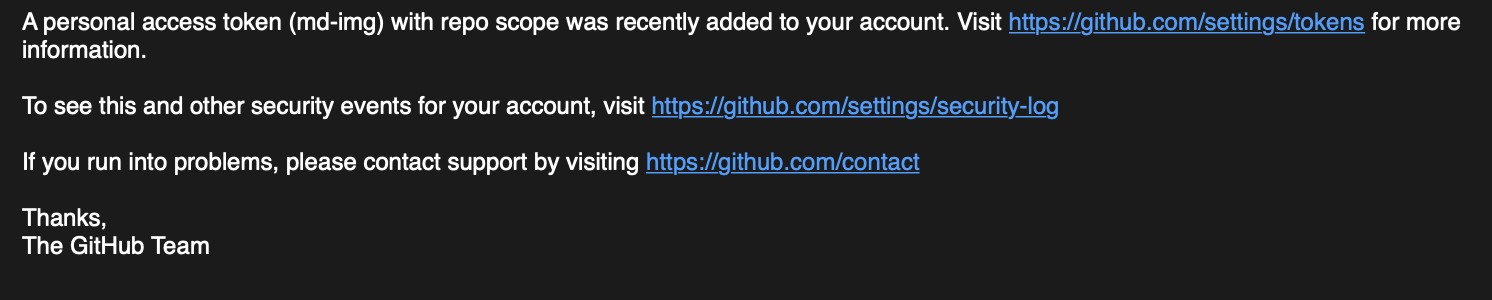 A personal access token (md-img) with repo scope was recently added to your account. Visit https://github.com/settings/tokens for more
information.
To see this and other security events for your account, visit https://github.com/settings/security-log
If you run into problems, please contact support by visiting https://github.com/contact
Thanks,
The GitHub Team